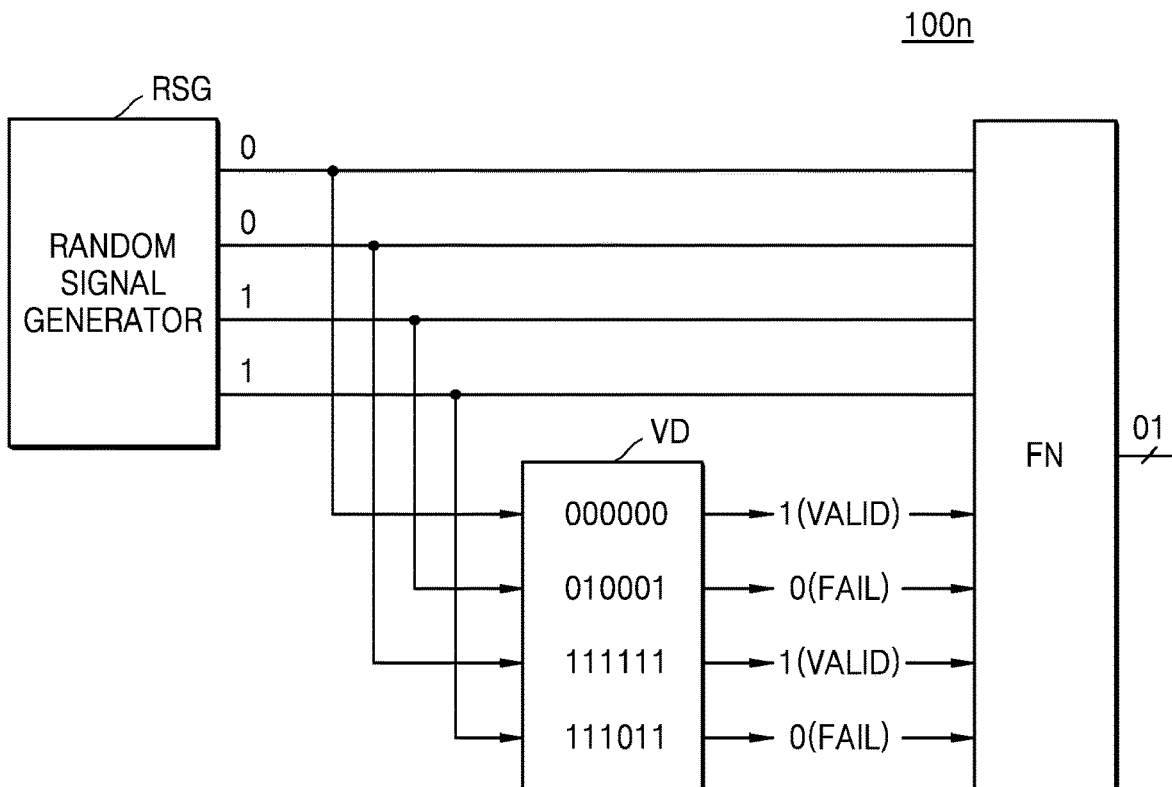 100n
RSG
RANDOM
SIGNAL
GENERATOR
0
0
1
1
VD
000000
010001
111111
111011
1(VALID)
0(FAIL)
1(VALID)
0(FAIL)
FN
01